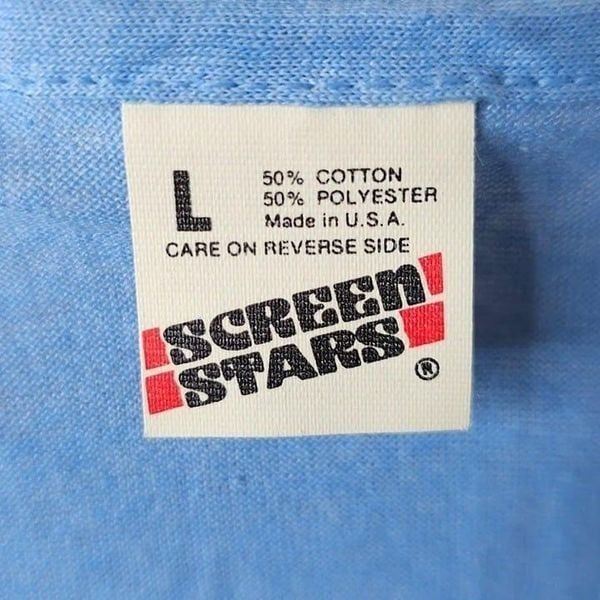 L
50% COTTON
50% POLYESTER
Made in U.S.A.
CARE ON REVERSE SIDE
SCREEN
STARS
N